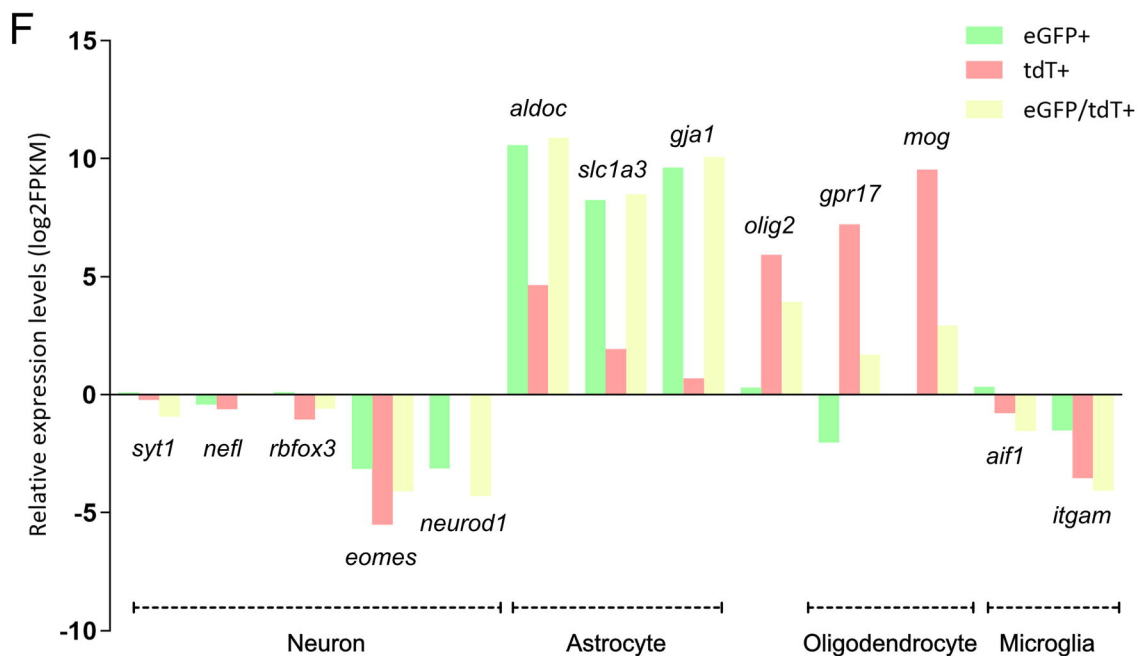 F
eGFP+
tdT+
eGFP/tdT+
Relative expression levels (log2FPKM)
15
10
5
0
-5
-10
aldoc
slc1a3
gja1
olig2
gpr17
mog
syt1
nefl
rbfox3
eomes
neurod1
aif1
itgam
Neuron
Astrocyte
Oligodendrocyte
Microglia